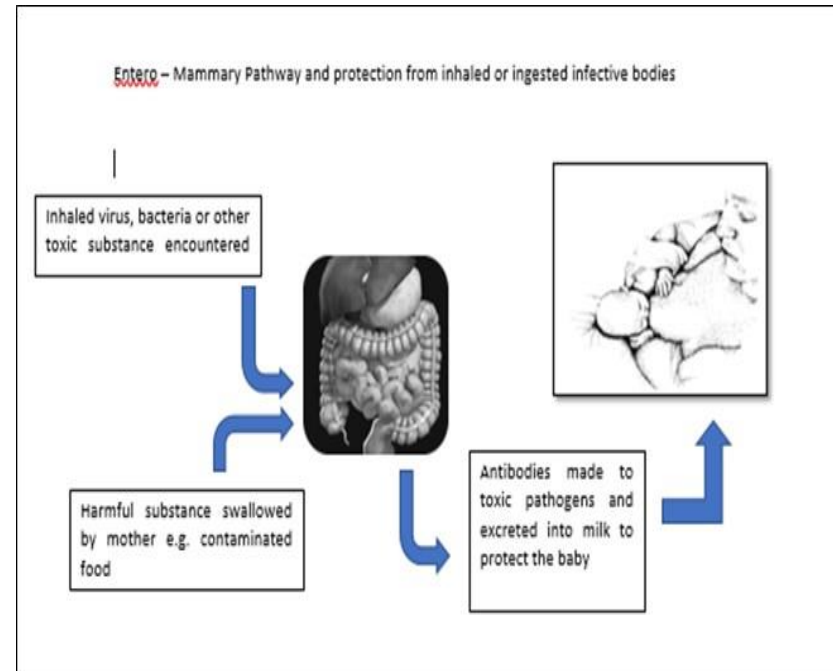 Entero – Mammary Pathway and protection from inhaled or ingested infective bodies
Inhaled virus, bacteria or other
toxic substance encountered
Harmful substance swallowed
by mother e.g. contaminated
food
Antibodies made to
toxic pathogens and
excreted into milk to
protect the baby